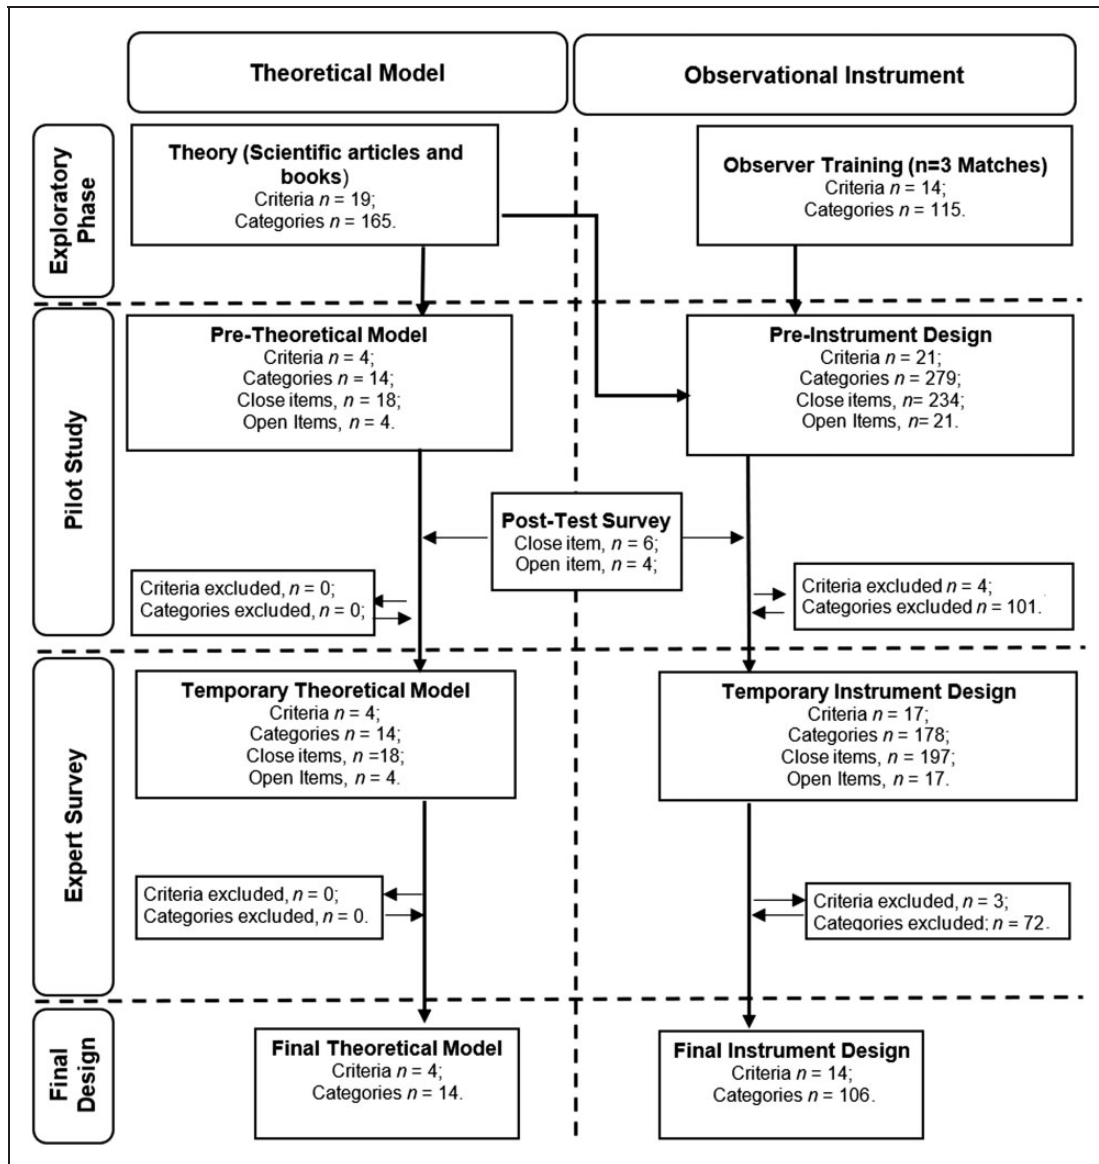 Theoretical Model
Observational Instrument
Exploratory
Phase
Theory (Scientific articles and
books)
Criteria n = 19;
Categories n = 165.
Observer Training (n=3 Matches)
Criteria n = 14;
Categories n = 115.
Pilot Study
Pre-Theoretical Model
Criteria n = 4;
Categories n = 14;
Close items, n = 18;
Open Items, n = 4.
Pre-Instrument Design
Criteria n = 21;
Categories n = 279;
Close items, n= 234;
Open Items, n= 21.
Post-Test Survey
Close item, n = 6;
Open item, n = 4;
Criteria excluded, n = 0;
Categories excluded, n = 0;
Criteria excluded n = 4;
Categories excluded n = 101.
Expert Survey
Temporary Theoretical Model
Criteria n = 4;
Categories n = 14;
Close items, n =18;
Open Items, n = 4.
Temporary Instrument Design
Criteria n = 17;
Categories n = 178;
Close items, n = 197;
Open Items, n = 17.
Criteria excluded, n = 0;
Categories excluded, n = 0.
Criteria excluded, n = 3;
Categories excluded; n = 72.
Final
Design
Final Theoretical Model
Criteria n = 4;
Categories n = 14.
Final Instrument Design
Criteria n = 14;
Categories n = 106.